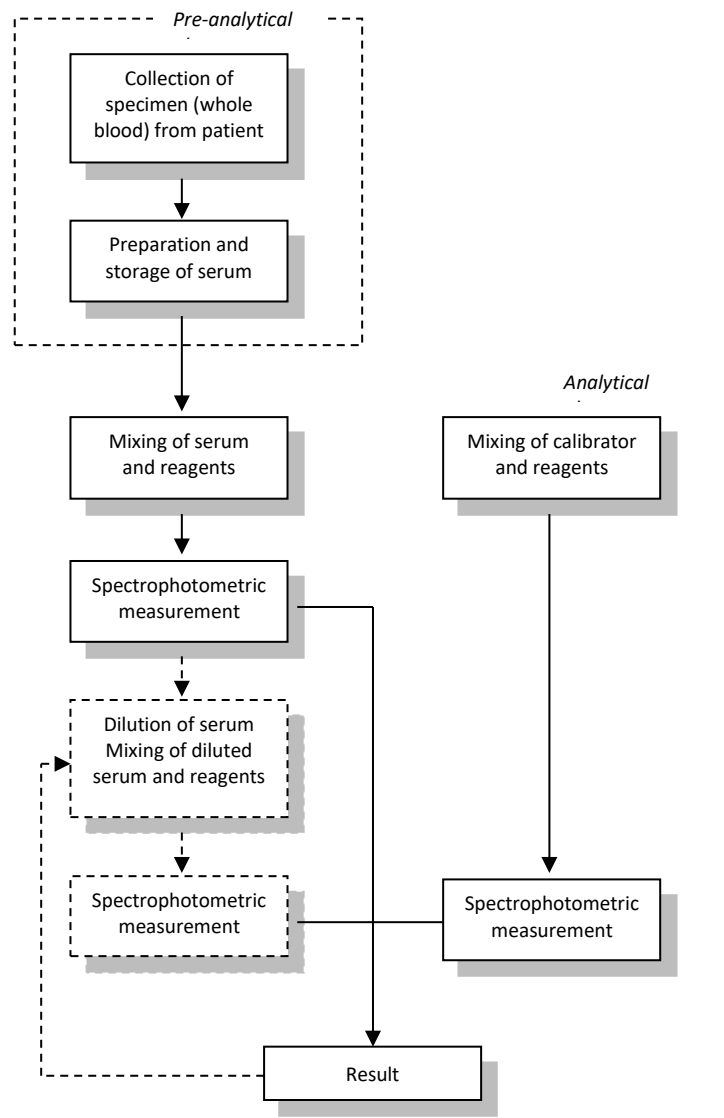 Pre-analytical
Collection of
specimen (whole
blood) from patient
Preparation and
storage of serum
Analytical
Mixing of serum
and reagents
Mixing of calibrator
and reagents
Spectrophotometric
measurement
Dilution of serum
Mixing of diluted
serum and reagents
Spectrophotometric
measurement
Spectrophotometric
measurement
Result